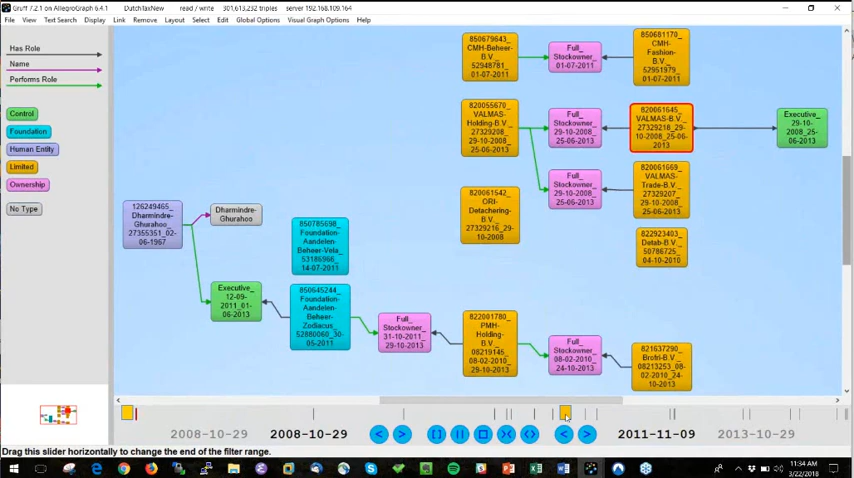 Gruff 7.2.1 on AllegroGraph 6.4.1 DutchTaxNew read / write 301,613,232 triples server 192.168.109.164
File View Text Search Display Link Remove Layout Select Edit Global Options Visual Graph Options Help
Has Role
Name
Performs Role
Control
Foundation
Human Entity
Limited
Ownership
No Type
850679643_
CMH-Beheer-
B.V._
52948781_
01-07-2011
Full_
Stockowner_
01-07-2011
850681170_
CMH-
Fashion-
B.V._
52951979_
01-07-2011
820055670_
VALMAS-
Holding-B.V._
27329208_
29-10-2008_
25-06-2013
Full_
Stockowner_
29-10-2008_
25-06-2013
820061645_
VALMAS-B.V._
27329218_29-
10-2008_25-06-
2013
Executive_
29-10-
2008_25-
06-2013
Full_
Stockowner_
29-10-2008_
25-06-2013
820061669_
VALMAS-
Trade-B.V._
27329207_
29-10-2008_
25-06-2013
820061542_
ORI-
Detachering-
B.V._
27329216_29-
10-2008
822923403_
Detab-B.V._
50786725_
04-10-2010
126249465_
Dharmindre-
Ghurahoo_
27355351_02-
06-1967
Dharmindre-
Ghurahoo
850785698_
Foundation-
Aandelen-
Beheer-Vela_
53186966_
14-07-2011
Executive_
12-09-
2011_01-
06-2013
850645244_
Foundation-
Aandelen-
Beheer-
Zodiacus_
52880060_30-
05-2011
Full_
Stockowner_
31-10-2011_
29-10-2013
822001780_
PMH-
Holding-
B.V._
08219145_
08-02-2010_
29-10-2013
Full_
Stockowner_
08-02-2010_
24-10-2013
821637290_
Brotri-B.V._
08213253_08-
02-2010_24-
10-2013
2008-10-29 2008-10-29 2011-11-09 2013-10-29
Drag this slider horizontally to change the end of the filter range.
11:34 AM
3/22/2018